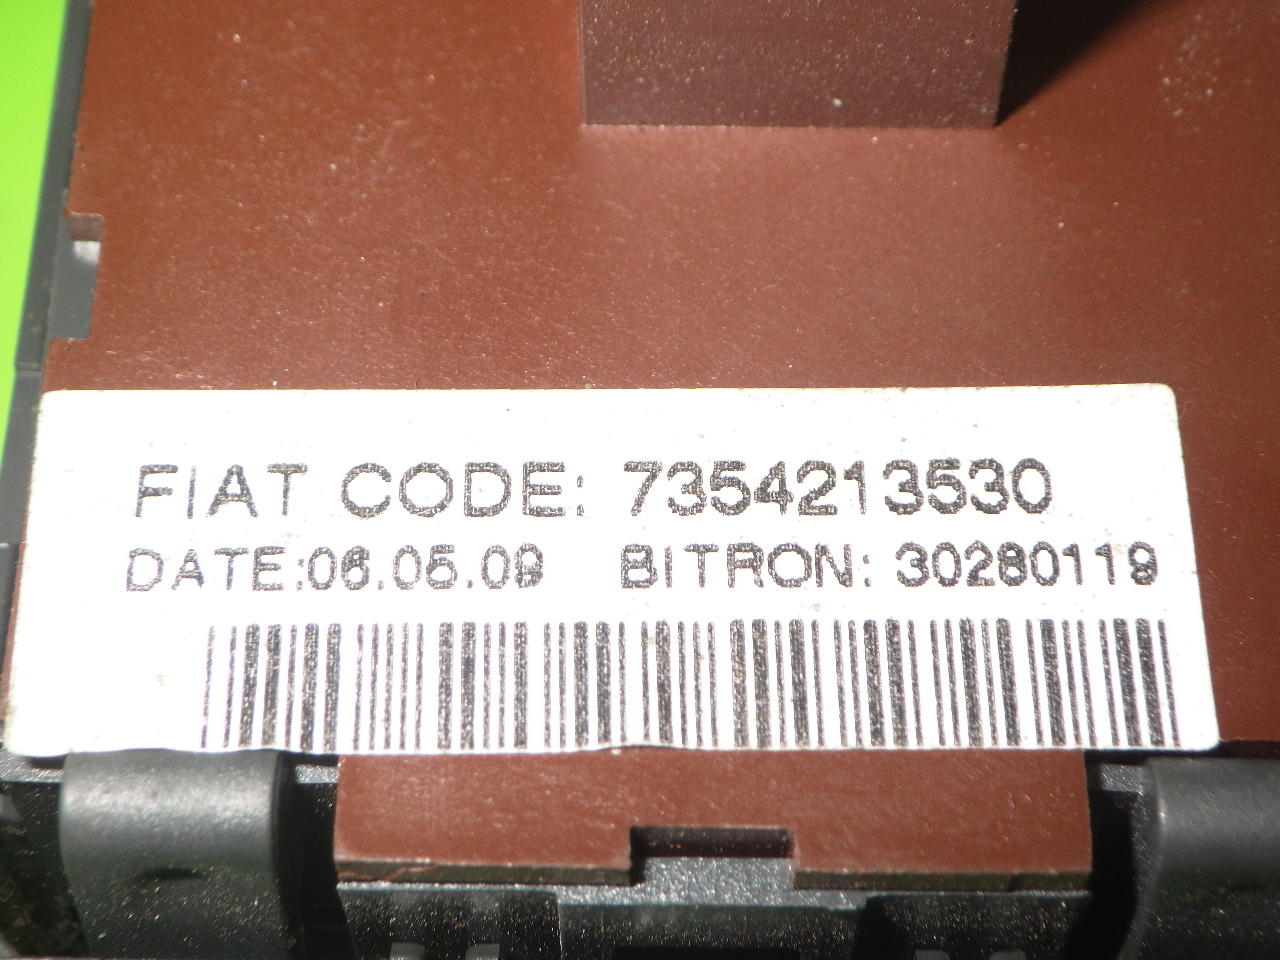 FIAT CODE: 7354213530
DATE:06.05.09 BITRON: 30280119